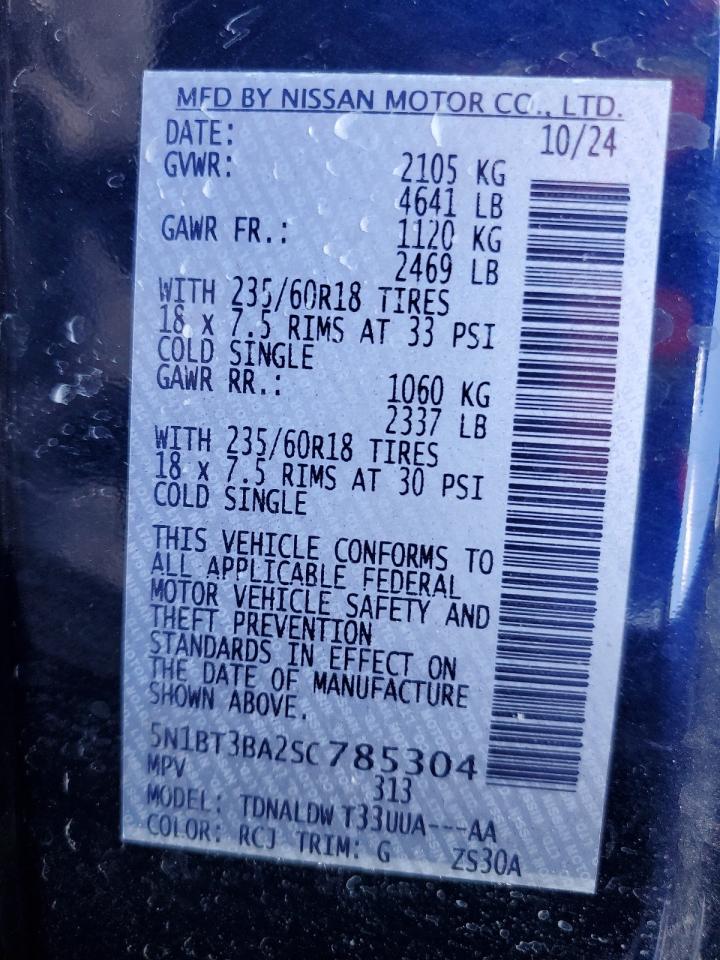 MFD BY NISSAN MOTOR CO., LTD.
DATE: 10/24
GVWR: 2105 KG
4641 LB
GAWR FR.: 1120 KG
2469 LB
WITH 235/60R18 TIRES
18 x 7.5 RIMS AT 33 PSI
COLD SINGLE
GAWR RR.: 1060 KG
2337 LB
WITH 235/60R18 TIRES
18 x 7.5 RIMS AT 30 PSI
COLD SINGLE
THIS VEHICLE CONFORMS TO
ALL APPLICABLE FEDERAL
MOTOR VEHICLE SAFETY AND
THEFT PREVENTION
STANDARDS IN EFFECT ON
THE DATE OF MANUFACTURE
SHOWN ABOVE.
5N1BT3BA2SC785304
MPV 313
MODEL: TDNALDW T33UUA---AA
COLOR: RCJ TRIM: G ZS30A